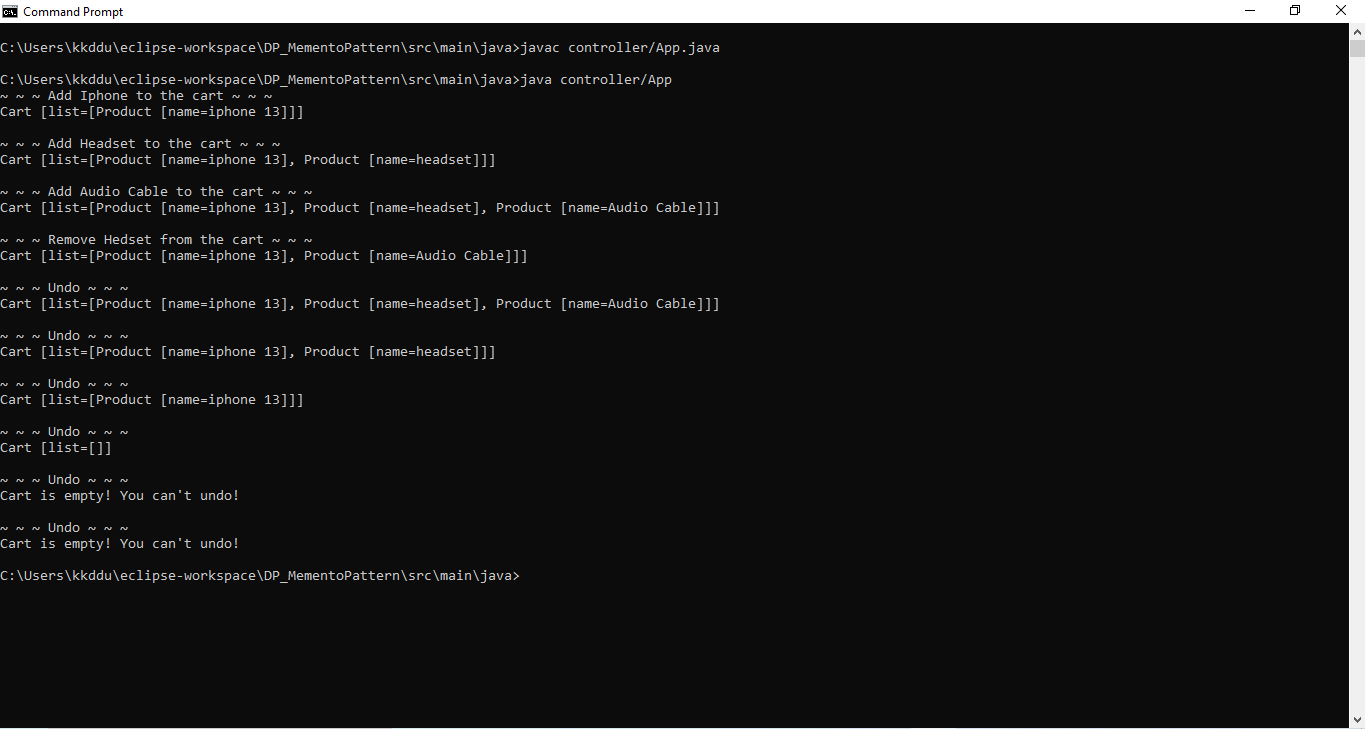 Command Prompt
C:\Users\kkddu\eclipse-workspace\DP_MementoPattern\src\main\java>javac controller/App.java
C:\Users\kkddu\eclipse-workspace\DP_MementoPattern\src\main\java>java controller/App
~ ~ ~ Add Iphone to the cart ~ ~ ~
Cart [list=[Product [name=iphone 13]]]
~ ~ ~ Add Headset to the cart ~ ~ ~
Cart [list=[Product [name=iphone 13], Product [name=headset]]]
~ ~ ~ Add Audio Cable to the cart ~ ~ ~
Cart [list=[Product [name=iphone 13], Product [name=headset], Product [name=Audio Cable]]]
~ ~ ~ Remove Hedset from the cart ~ ~ ~
Cart [list=[Product [name=iphone 13], Product [name=Audio Cable]]]
~ ~ ~ Undo ~ ~ ~
Cart [list=[Product [name=iphone 13], Product [name=headset], Product [name=Audio Cable]]]
~ ~ ~ Undo ~ ~ ~
Cart [list=[Product [name=iphone 13], Product [name=headset]]]
~ ~ ~ Undo ~ ~ ~
Cart [list=[Product [name=iphone 13]]]
~ ~ ~ Undo ~ ~ ~
Cart [list=[]]
~ ~ ~ Undo ~ ~ ~
Cart is empty! You can't undo!
~ ~ ~ Undo ~ ~ ~
Cart is empty! You can't undo!
C:\Users\kkddu\eclipse-workspace\DP_MementoPattern\src\main\java>